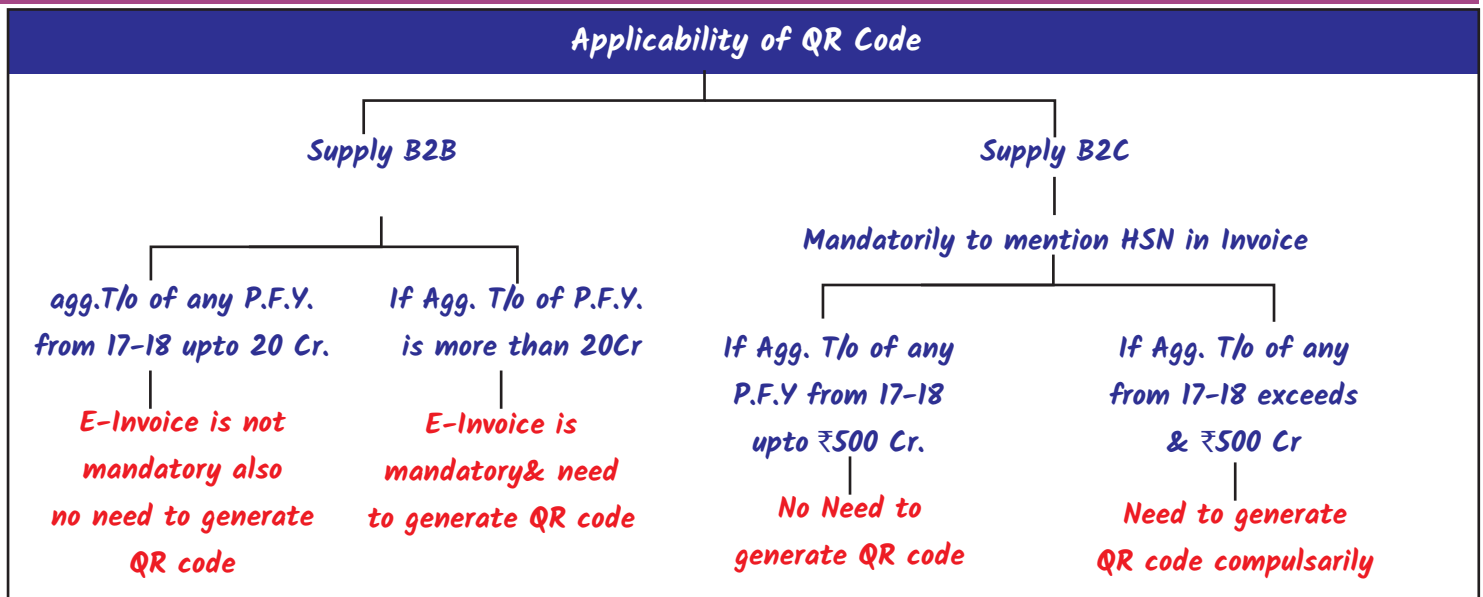 Applicability of QR Code
Supply B2B
Supply B2C
Mandatorily to mention HSN in Invoice
agg.T/o of any P.F.Y.
from 17-18 upto 20 Cr.
If Agg. T/o of P.F.Y.
is more than 20Cr
If Agg. T/o of any
P.F.Y from 17-18
upto ₹500 Cr.
If Agg. T/o of any
from 17-18 exceeds
& ₹500 Cr
E-Invoice is not
mandatory also
no need to generate
QR code
E-Invoice is
mandatory& need
to generate QR code
No Need to
generate QR code
Need to generate
QR code compulsarily